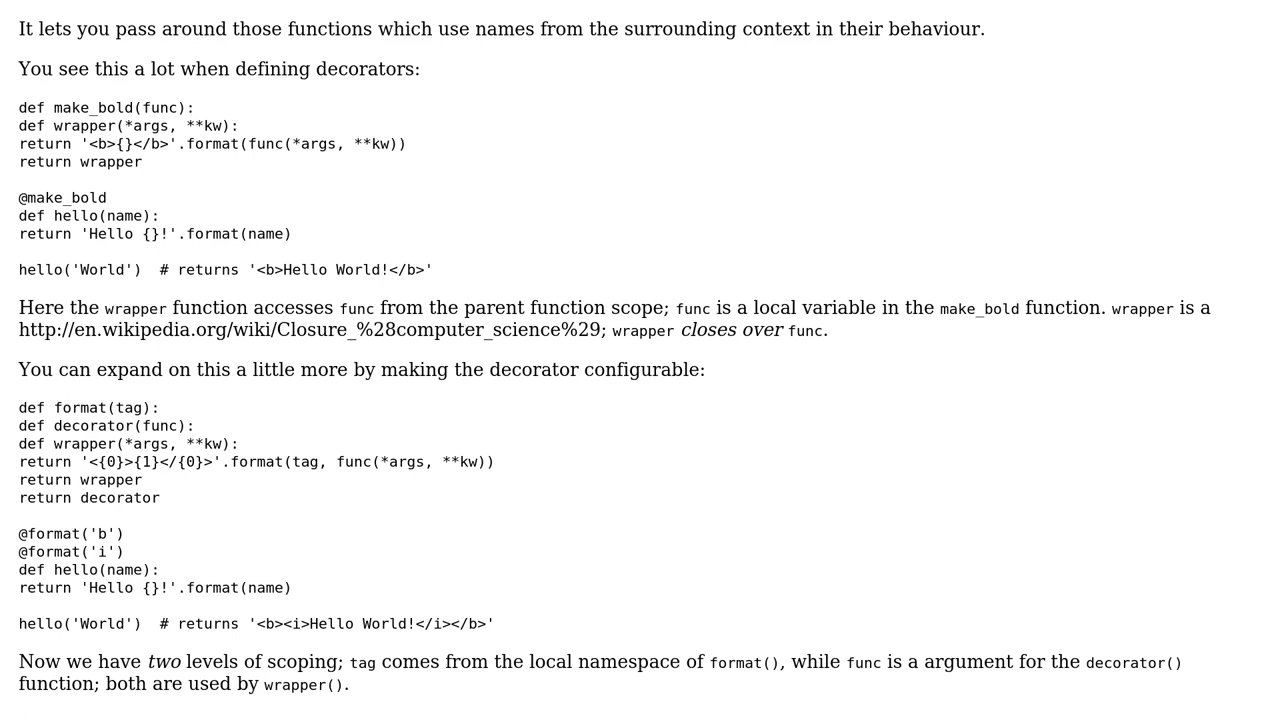 It lets you pass around those functions which use names from the surrounding context in their behaviour.
You see this a lot when defining decorators:
def make_bold(func):
def wrapper(*args, **kw):
return '<b>{}</b>'.format(func(*args, **kw))
return wrapper
@make_bold
def hello(name):
return 'Hello {}!'.format(name)
hello('World')  # returns '<b>Hello World!</b>'
Here the wrapper function accesses func from the parent function scope; func is a local variable in the make_bold function. wrapper is a
http://en.wikipedia.org/wiki/Closure_%28computer_science%29; wrapper closes over func.
You can expand on this a little more by making the decorator configurable:
def format(tag):
def decorator(func):
def wrapper(*args, **kw):
return '<{0}>{1}</{0}>'.format(tag, func(*args, **kw))
return wrapper
return decorator
@format('b')
@format('i')
def hello(name):
return 'Hello {}!'.format(name)
hello('World')  # returns '<b><i>Hello World!</i></b>'
Now we have two levels of scoping; tag comes from the local namespace of format(), while func is a argument for the decorator()
function; both are used by wrapper().